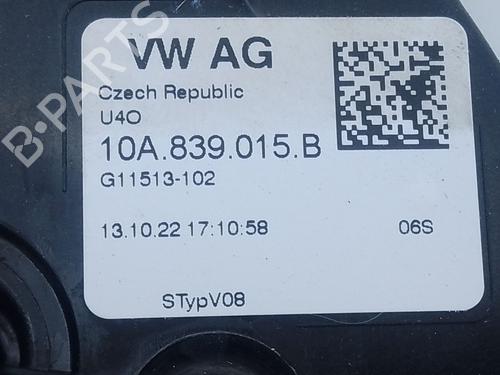 VW AG
Czech Republic
U4O
10A.839.015.B
G11513-102
13.10.22 17:10:58 06S
STypV08
B-PARTS